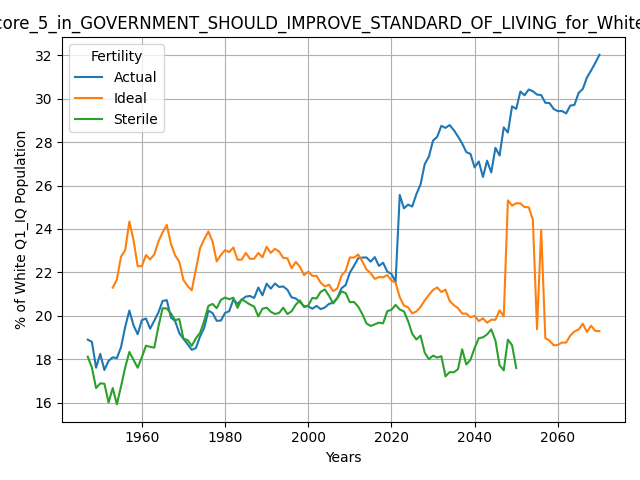 core_5_in_GOVERNMENT_SHOULD_IMPROVE_STANDARD_OF_LIVING_for_White
Fertility
Actual
Ideal
Sterile
% of White Q1_IQ Population
32
30
28
26
24
22
20
18
16
1960
1980
2000
2020
2040
2060
Years